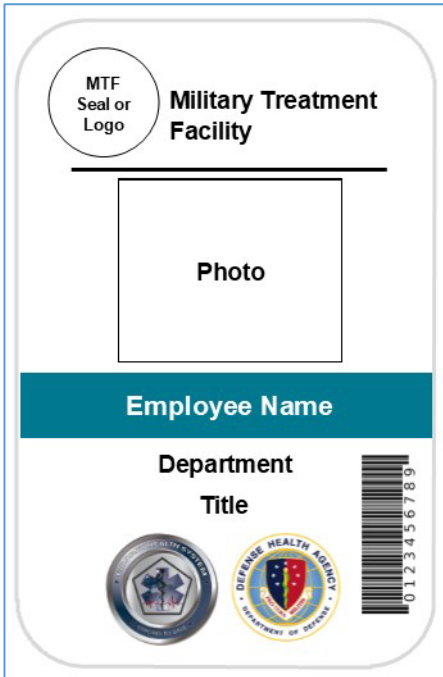 MTF
Seal or
Logo
Military Treatment
Facility
Photo
Employee Name
Department
Title
0123456789
DEFENSE HEALTH AGENCY
DEPARTMENT OF DEFENSE